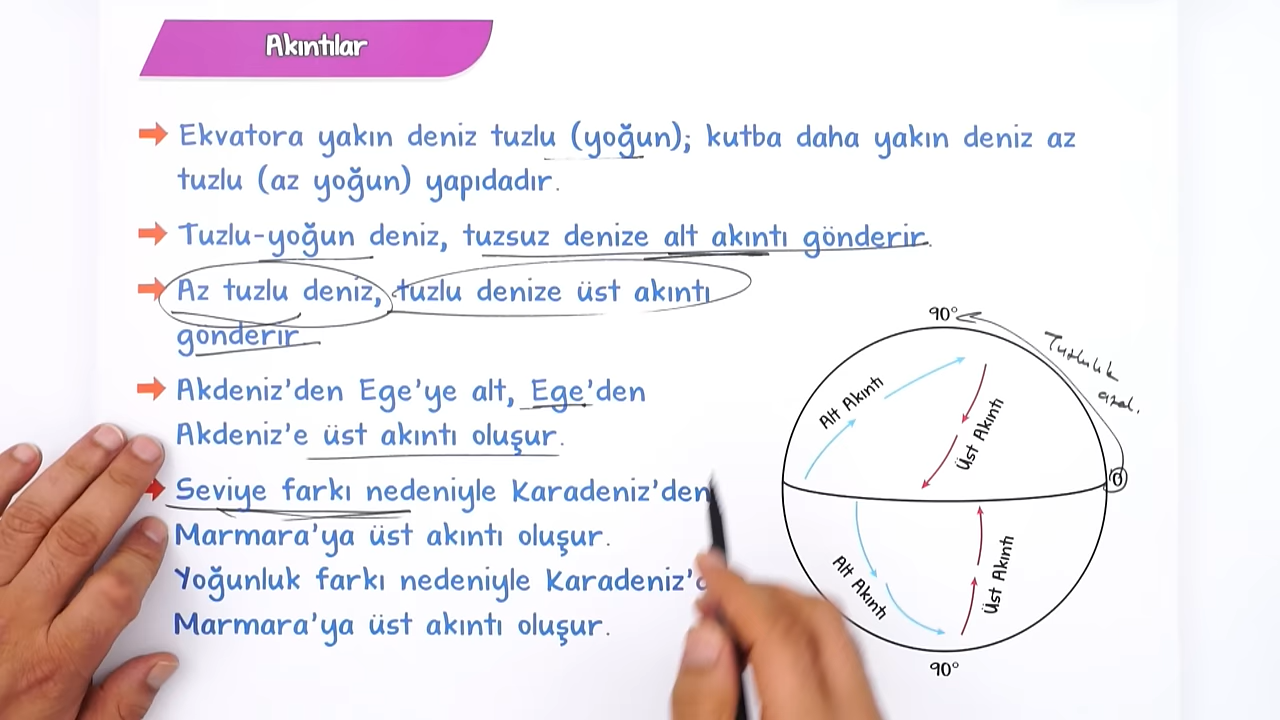 Akıntılar
Ekvatora yakın deniz tuzlu (yoğun); kutba daha yakın deniz az
tuzlu (az yoğun) yapıdadır.
Tuzlu-yoğun deniz, tuzsuz denize alt akıntı gönderir.
Az tuzlu deniz, tuzlu denize üst akıntı
gönderir
Akdeniz'den Ege'ye alt, Ege'den
Akdeniz'e üst akıntı oluşur.
Seviye farkı nedeniyle Karadeniz'den
Marmara'ya üst akıntı oluşur.
Yoğunluk farkı nedeniyle
Marmara'ya üst akıntı oluşur.
90°
Tuzluluk
azal.
Alt Akıntı
Üst Akıntı
0
Alt Akıntı
Üst Akıntı
90°